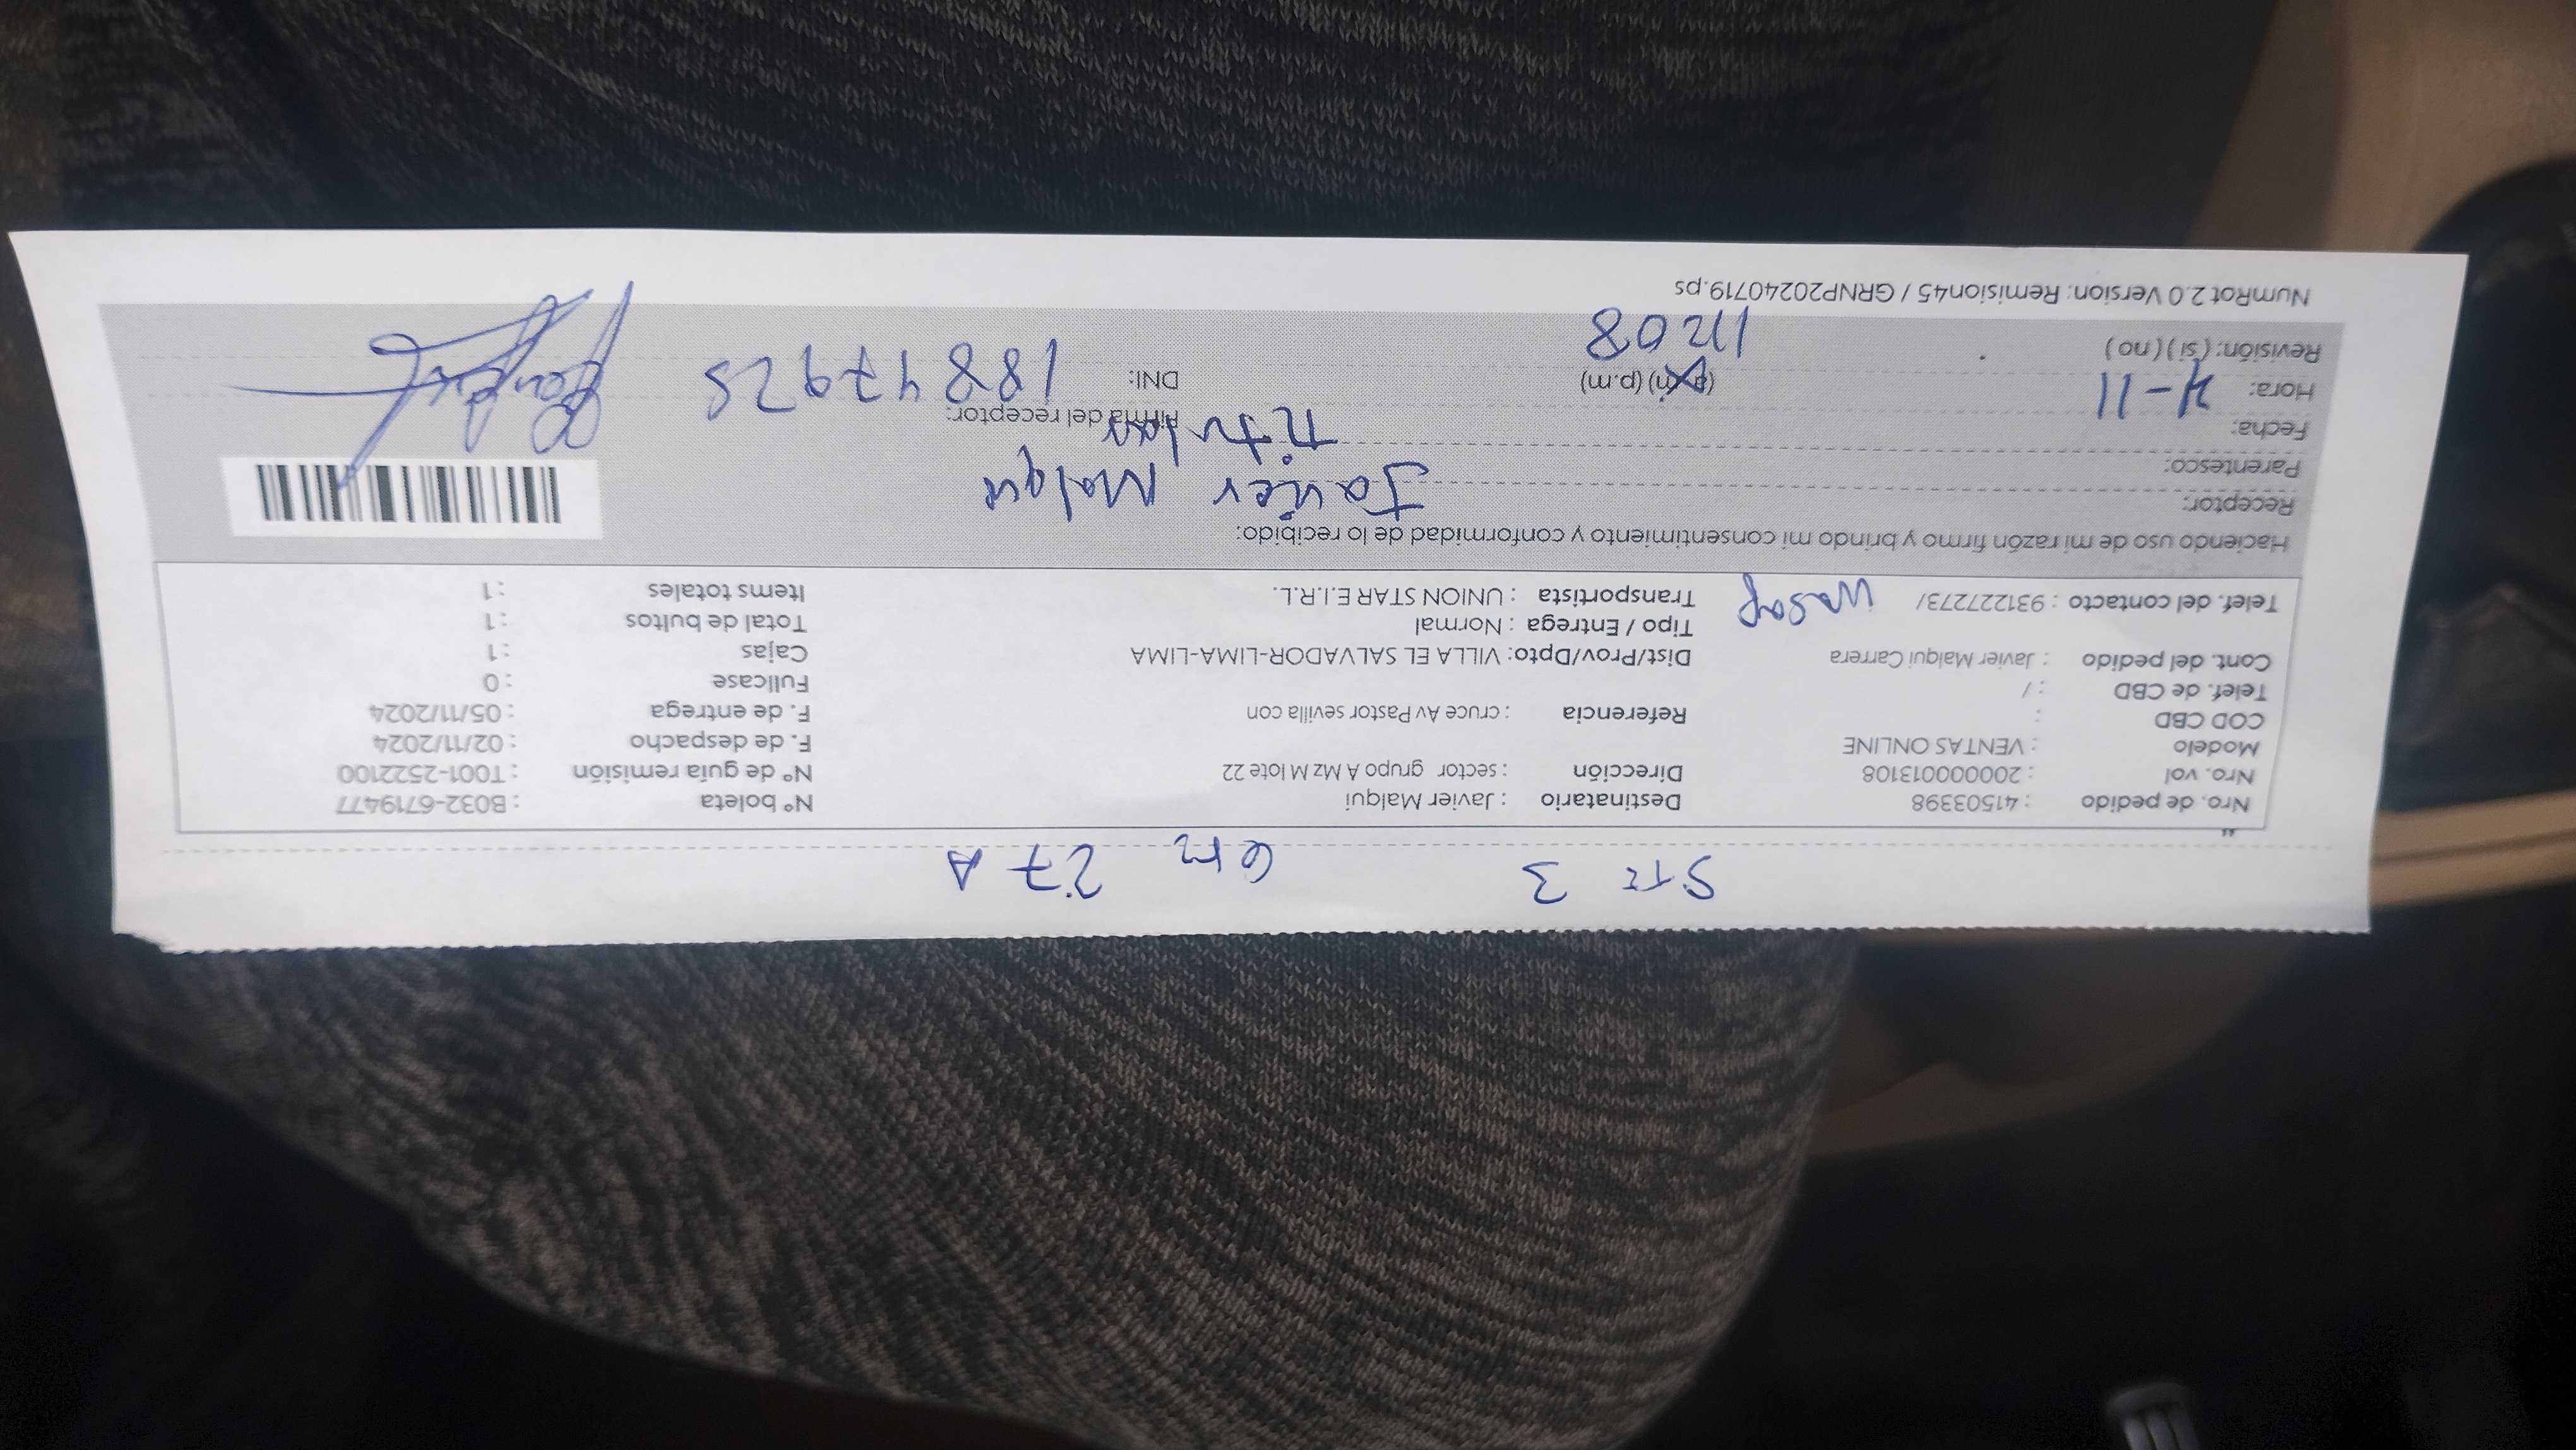 STC 3 Gr2 27 A
Nro. de pedido : 41503398 Destinatario : Javier Malqui N° boleta : B032-6719477
Nro. vol : 2000000013108 Dirección : sector grupo A Mz M lote 22 N° de guía remisión : T001-2522100
Modelo : VENTAS ONLINE F. de despacho : 02/11/2024
COD CBD : Referencia : cruce Av Pastor sevilla con F. de entrega : 05/11/2024
Telef. de CBD : / Fullcase : 0
Cont. del pedido : Javier Malqui Carrera Dist/Prov/Dpto: VILLA EL SALVADOR-LIMA-LIMA Cajas : 1
Tipo / Entrega : Normal Total de bultos : 1
Telef. del contacto : 931227273/ Wasap Transportista : UNION STAR E.I.R.L. Items totales : 1
Haciendo uso de mi razón firmo y brindo mi consentimiento y conformidad de lo recibido:
Receptor: Javier Malqui
Parentesco: Titular
Fecha: Firma del receptor:
Hora: 4-11 (a.m) (p.m) DNI: 18847925
Revisión: (si) (no) 1208
NumRot 2.0 Version: Remision45 / GRNP20240719.ps